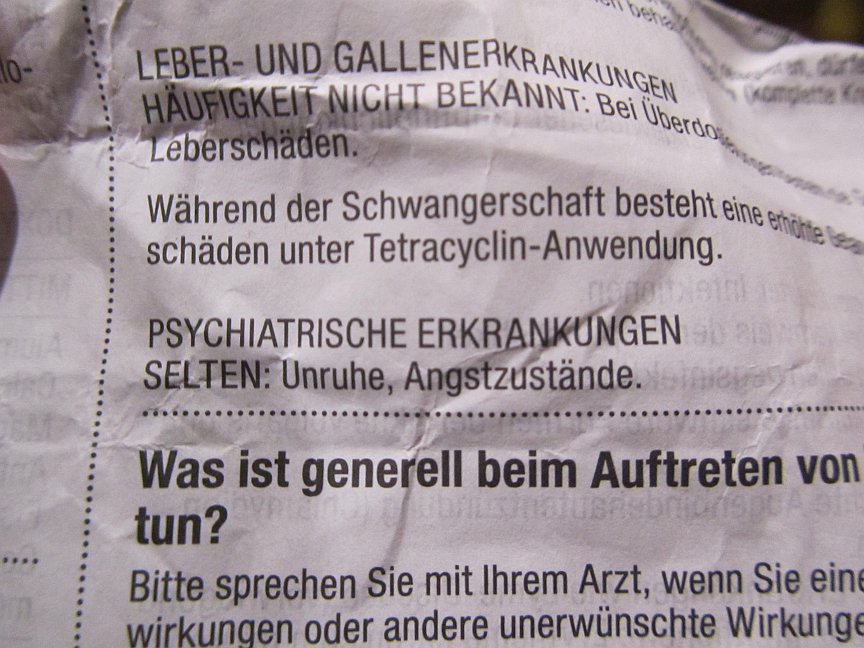 LEBER- UND GALLENERKRANKUNGEN
HÄUFIGKEIT NICHT BEKANNT: Bei
Leberschäden.
Während der Schwangerschaft besteht eine erhöhte
schäden unter Tetracyclin-Anwendung.
PSYCHIATRISCHE ERKRANKUNGEN
SELTEN: Unruhe, Angstzustände.
Was ist generell beim Auftreten von
tun?
Bitte sprechen Sie mit Ihrem Arzt, wenn Sie eine
wirkungen oder andere unerwünschte Wirkunge